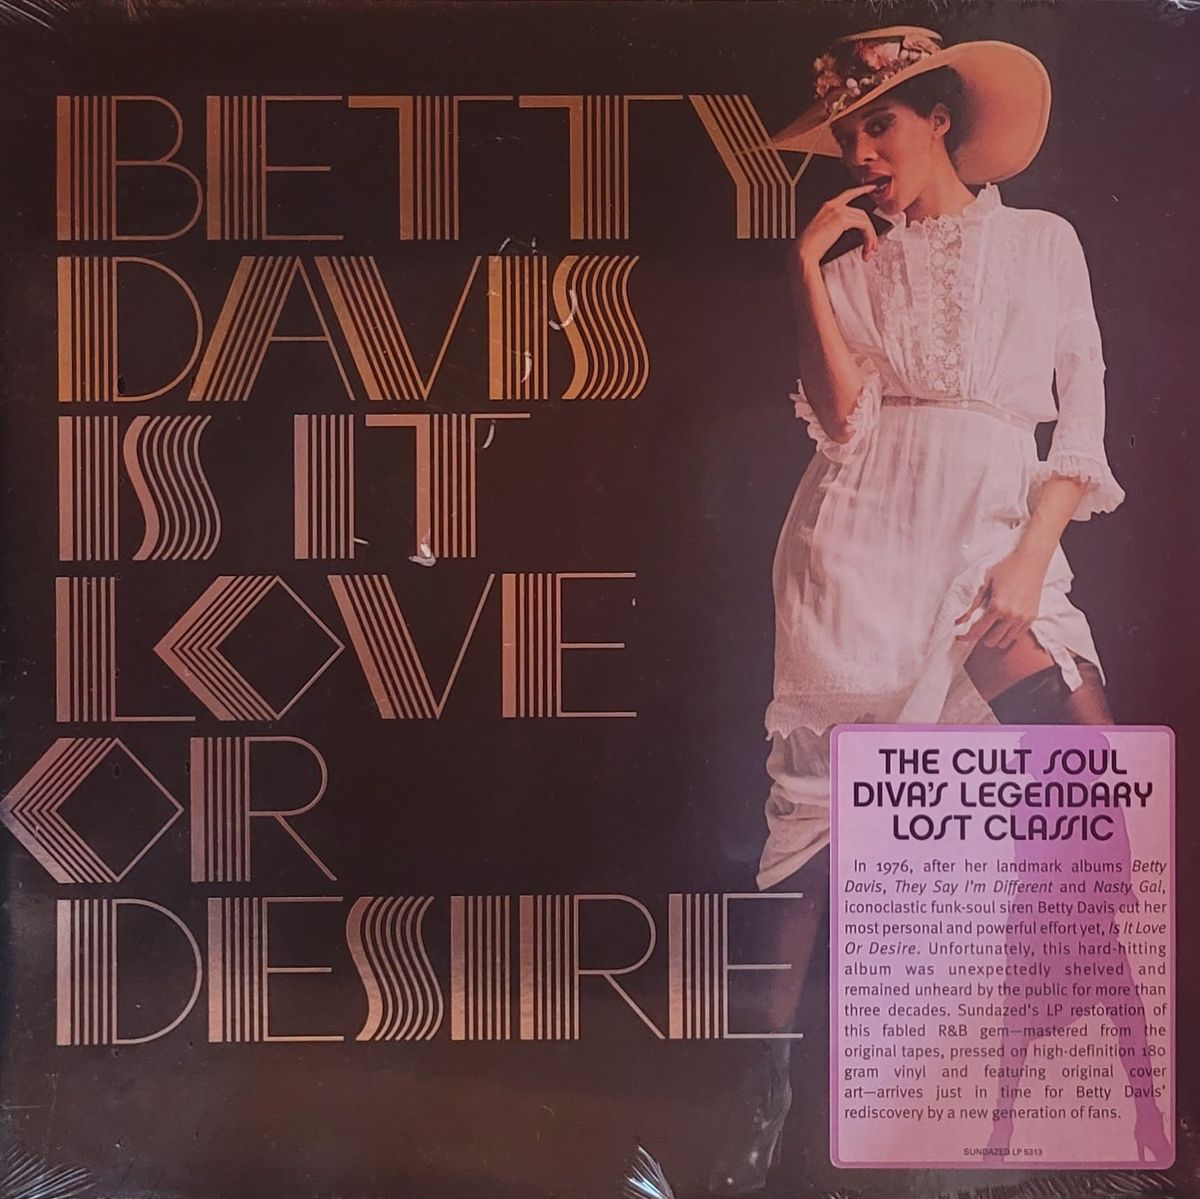 BETTY
DAVIS
IS IT
LOVE
OR
DESIRE
THE CULT SOUL
DIVA'S LEGENDARY
LOST CLASSIC
In 1976, after her landmark albums Betty
Davis, They Say I'm Different and Nasty Gal,
iconoclastic funk-soul siren Betty Davis cut her
most personal and powerful effort yet, Is It Love
Or Desire. Unfortunately, this hard-hitting
album was unexpectedly shelved and
remained unheard by the public for more than
three decades. Sundazed's LP restoration of
this fabled R&B gem—mastered from the
original tapes, pressed on high-definition 180
gram vinyl and featuring original cover
art—arrives just in time for Betty Davis'
rediscovery by a new generation of fans.
SUNDAZED LP 5313